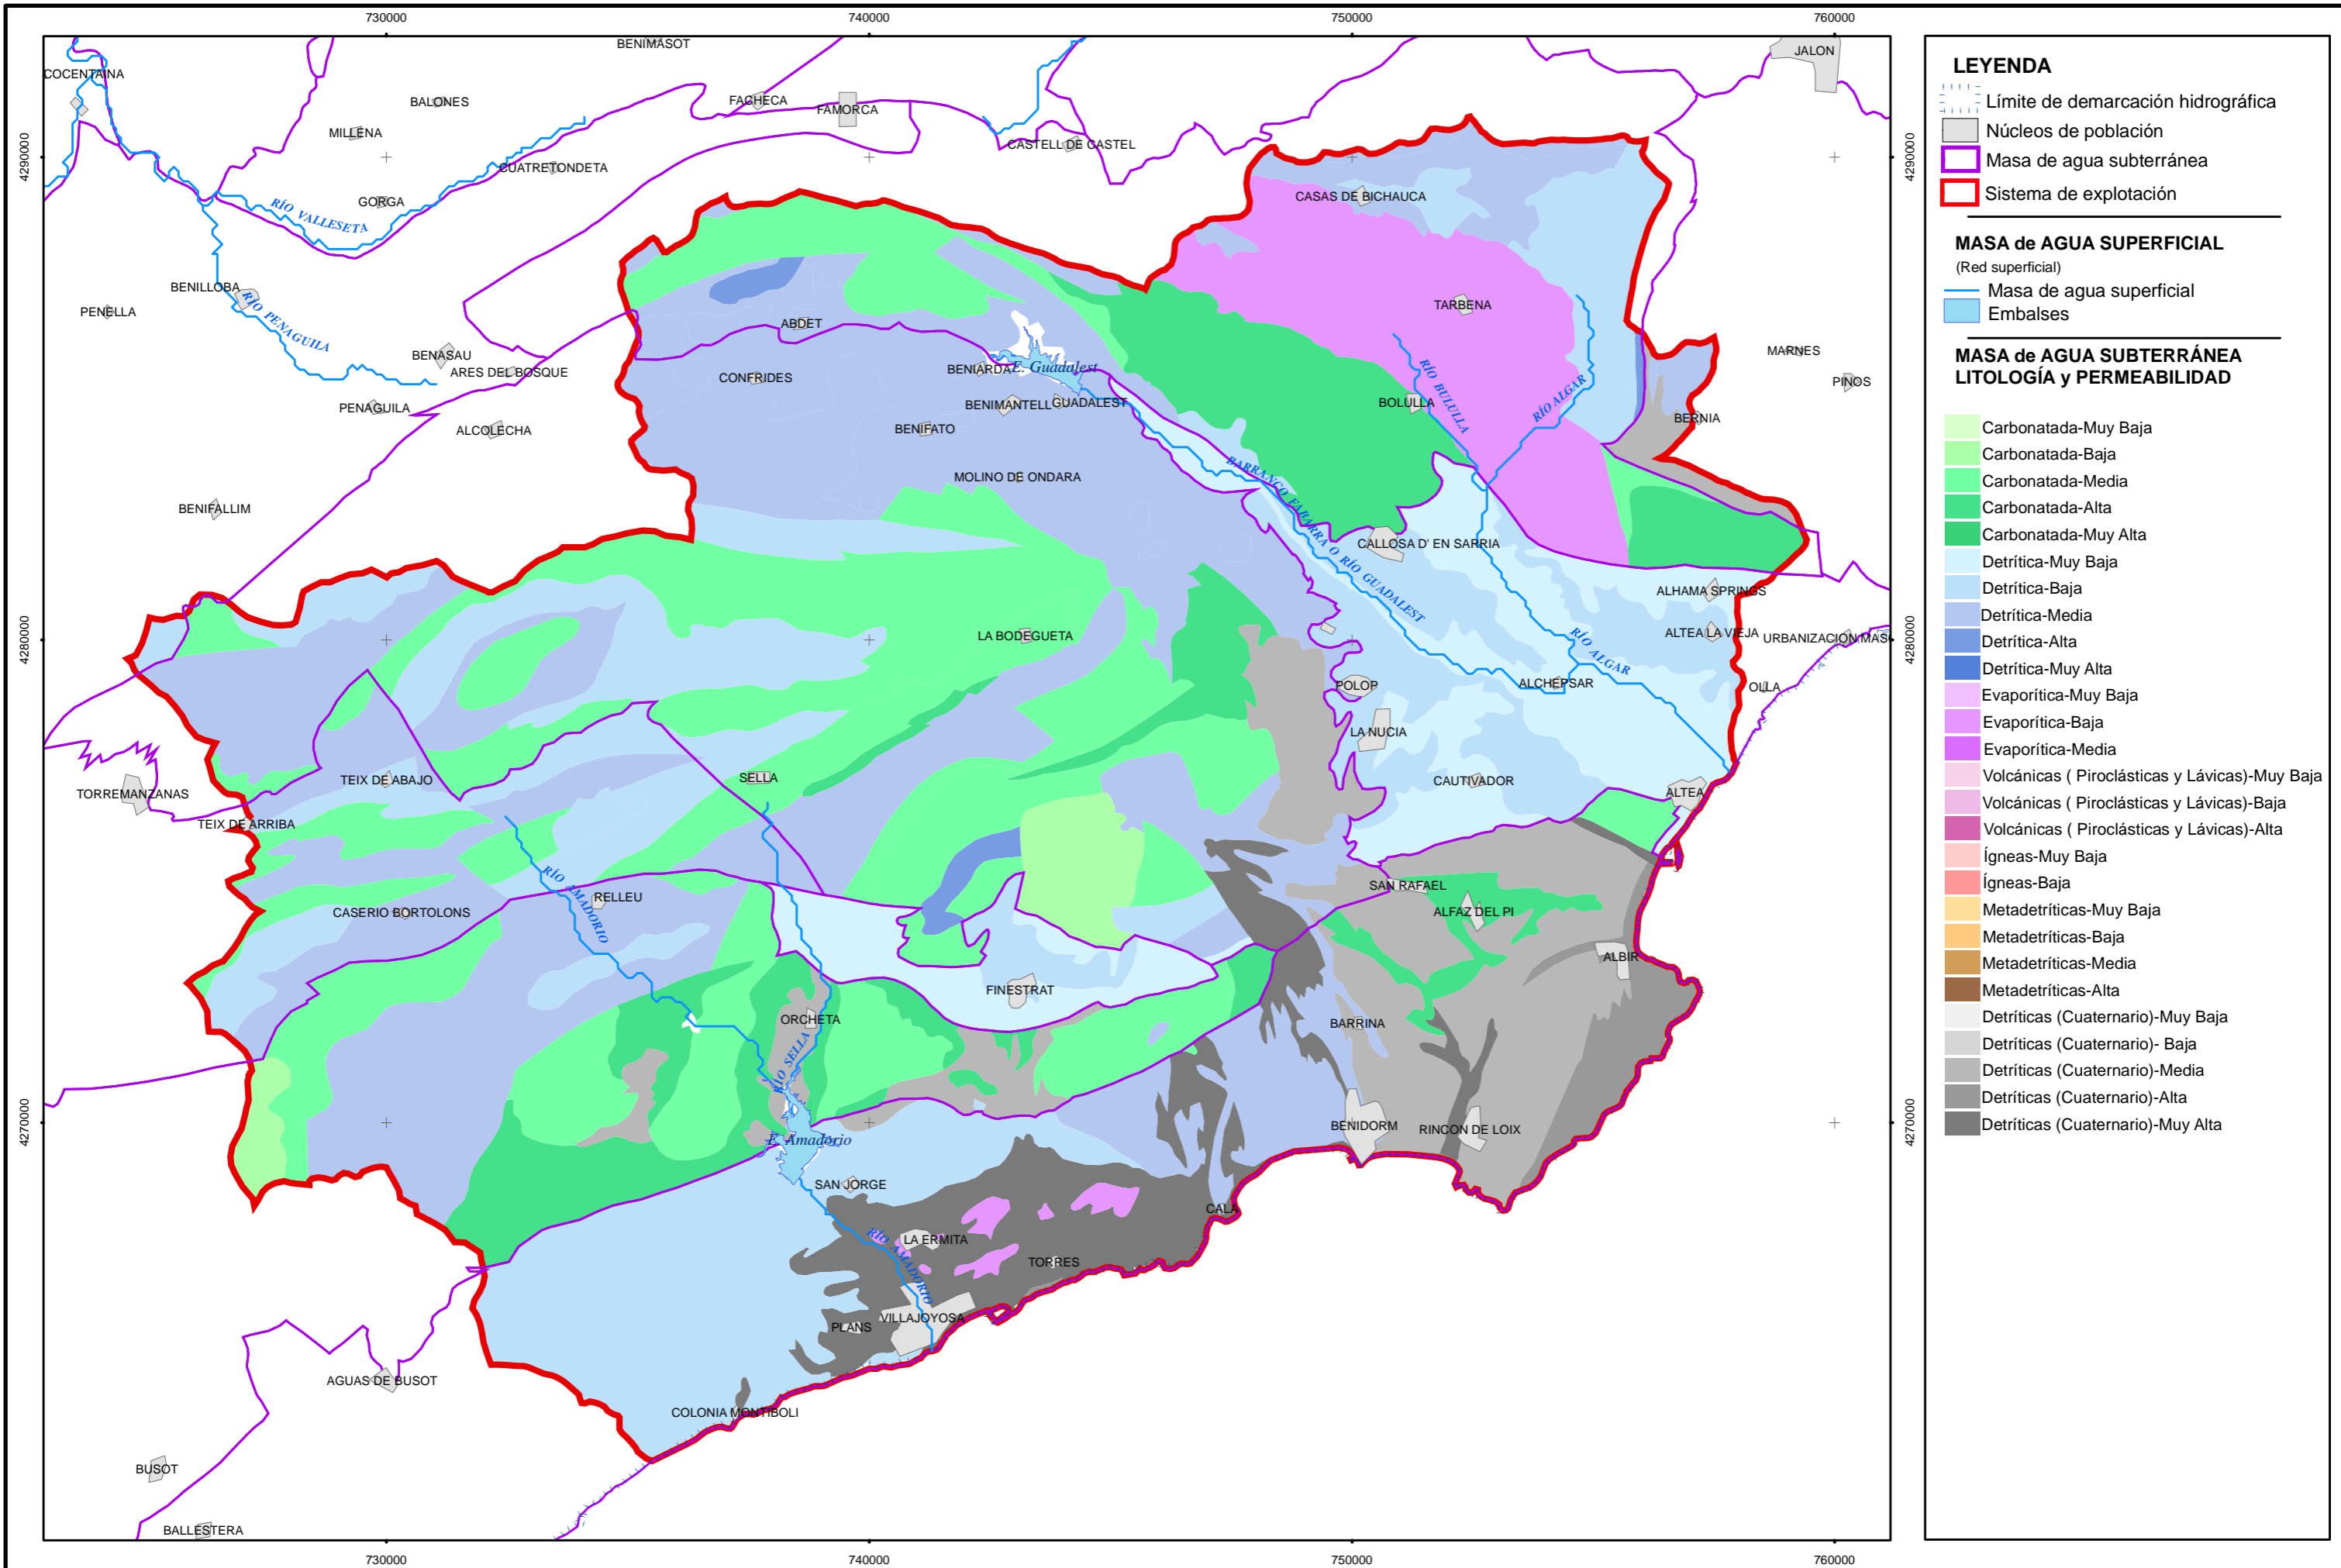 730000
740000
750000
760000
BENIMASOT
JALON
COCENTAINA
BALONES
FACHECA
FAMORCA
MILLENA
4290000
CASTELL DE CASTEL
4290000
CUATRETONDETA
CASAS DE BICHAUCA
GORGA
RÍO VALLESETA
BENILLOBA
TARBENA
PENELLA
RÍO PENAGUILA
ABDET
BENASAU
MARNES
ARES DEL BOSQUE
CONFRIDES
BENIARDA
E. Guadalest
PINOS
RÍO BULULLA
RÍO ALGAR
PENAGUILA
BENIMANTELL
GUADALEST
BOLULLA
BERNIA
ALCOLECHA
BENIFATO
MOLINO DE ONDARA
BARRANCO FABARRA O RÍO GUADALEST
BENIFALLIM
CALLOSA D' EN SARRIA
ALHAMA SPRINGS
4280000
LA BODEGUETA
RÍO ALGAR
ALTEA LA VIEJA
URBANIZACION MAS
4280000
POLOP
ALCHEPSAR
OLLA
LA NUCIA
TEIX DE ABAJO
SELLA
CAUTIVADOR
TORREMANZANAS
ALTEA
TEIX DE ARRIBA
RÍO AMADORIO
RELLEU
SAN RAFAEL
CASERIO BORTOLONS
ALFAZ DEL PI
ALBIR
FINESTRAT
ORCHETA
BARRINA
RÍO SELLA
4270000
BENIDORM
RINCON DE LOIX
4270000
E. Amadorio
SAN JORGE
CALA
RÍO AMADORIO
LA ERMITA
TORRES
VILLAJOYOSA
PLANS
AGUAS DE BUSOT
COLONIA MONTIBOLI
BUSOT
BALLESTERA
730000
740000
750000
760000
LEYENDA
Límite de demarcación hidrográfica
Núcleos de población
Masa de agua subterránea
Sistema de explotación
MASA de AGUA SUPERFICIAL
(Red superficial)
Masa de agua superficial
Embalses
MASA de AGUA SUBTERRÁNEA
LITOLOGÍA y PERMEABILIDAD
Carbonatada-Muy Baja
Carbonatada-Baja
Carbonatada-Media
Carbonatada-Alta
Carbonatada-Muy Alta
Detrítica-Muy Baja
Detrítica-Baja
Detrítica-Media
Detrítica-Alta
Detrítica-Muy Alta
Evaporítica-Muy Baja
Evaporítica-Baja
Evaporítica-Media
Volcánicas ( Piroclásticas y Lávicas)-Muy Baja
Volcánicas ( Piroclásticas y Lávicas)-Baja
Volcánicas ( Piroclásticas y Lávicas)-Alta
Ígneas-Muy Baja
Ígneas-Baja
Metadetríticas-Muy Baja
Metadetríticas-Baja
Metadetríticas-Media
Metadetríticas-Alta
Detríticas (Cuaternario)-Muy Baja
Detríticas (Cuaternario)- Baja
Detríticas (Cuaternario)-Media
Detríticas (Cuaternario)-Alta
Detríticas (Cuaternario)-Muy Alta